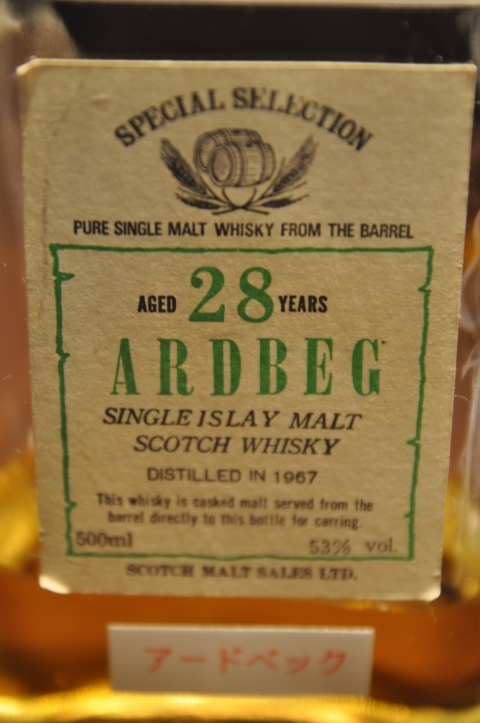 SPECIAL SELECTION
PURE SINGLE MALT WHISKY FROM THE BARREL
AGED 28 YEARS
ARDBEG
SINGLE ISLAY MALT
SCOTCH WHISKY
DISTILLED IN 1967
This whisky is casked malt served from the
barrel directly to this bottle for carring.
500ml 53% vol.
SCOTCH MALT SALES LTD.
アードベック